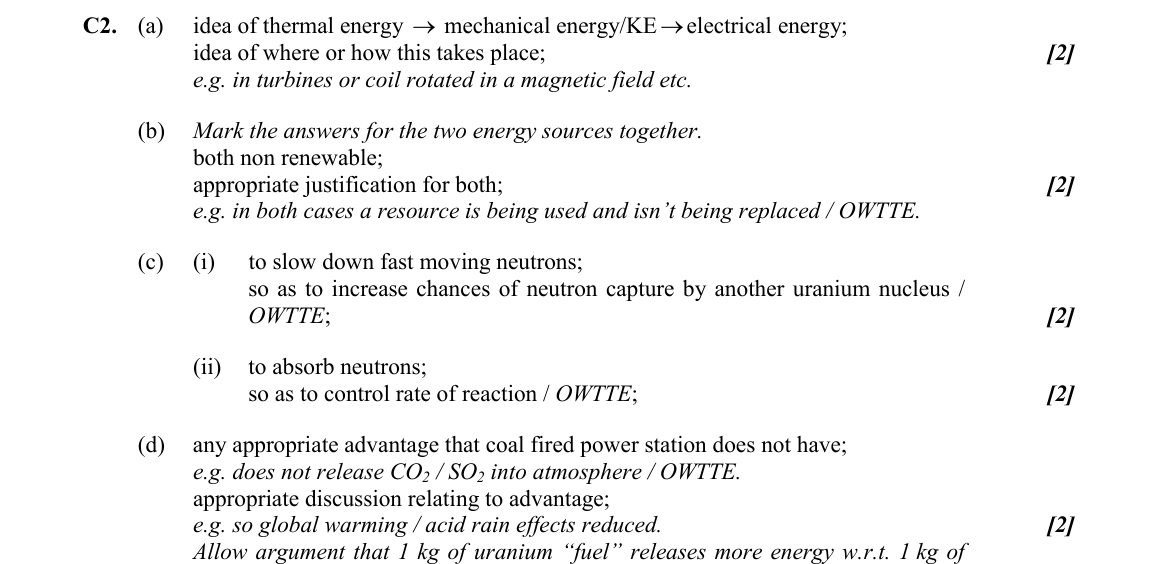 C2. (a) idea of thermal energy → mechanical energy/KE → electrical energy;
idea of where or how this takes place; [2]
e.g. in turbines or coil rotated in a magnetic field etc.
(b) Mark the answers for the two energy sources together.
both non renewable;
appropriate justification for both; [2]
e.g. in both cases a resource is being used and isn’t being replaced / OWTTE.
(c) (i) to slow down fast moving neutrons;
so as to increase chances of neutron capture by another uranium nucleus /
OWTTE; [2]
(ii) to absorb neutrons;
so as to control rate of reaction / OWTTE; [2]
(d) any appropriate advantage that coal fired power station does not have;
e.g. does not release CO₂ / SO₂ into atmosphere / OWTTE.
appropriate discussion relating to advantage;
e.g. so global warming / acid rain effects reduced. [2]
Allow argument that 1 kg of uranium “fuel” releases more energy w.r.t. 1 kg of